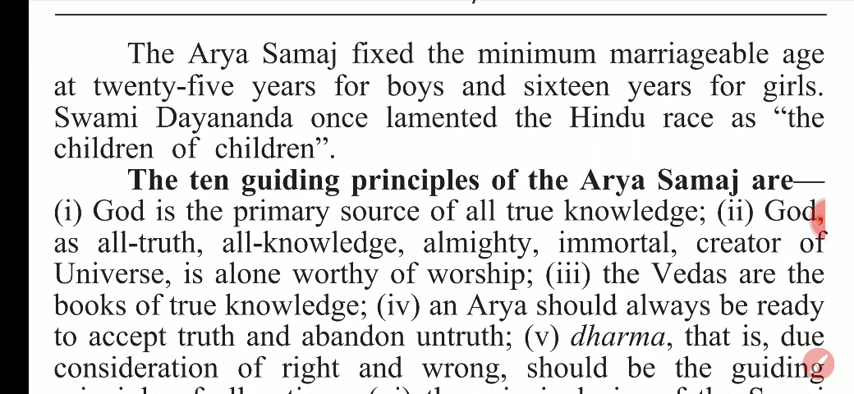 The Arya Samaj fixed the minimum marriageable age
at twenty-five years for boys and sixteen years for girls.
Swami Dayananda once lamented the Hindu race as “the
children of children”.
The ten guiding principles of the Arya Samaj are—
(i) God is the primary source of all true knowledge; (ii) God,
as all-truth, all-knowledge, almighty, immortal, creator of
Universe, is alone worthy of worship; (iii) the Vedas are the
books of true knowledge; (iv) an Arya should always be ready
to accept truth and abandon untruth; (v) dharma, that is, due
consideration of right and wrong, should be the guiding